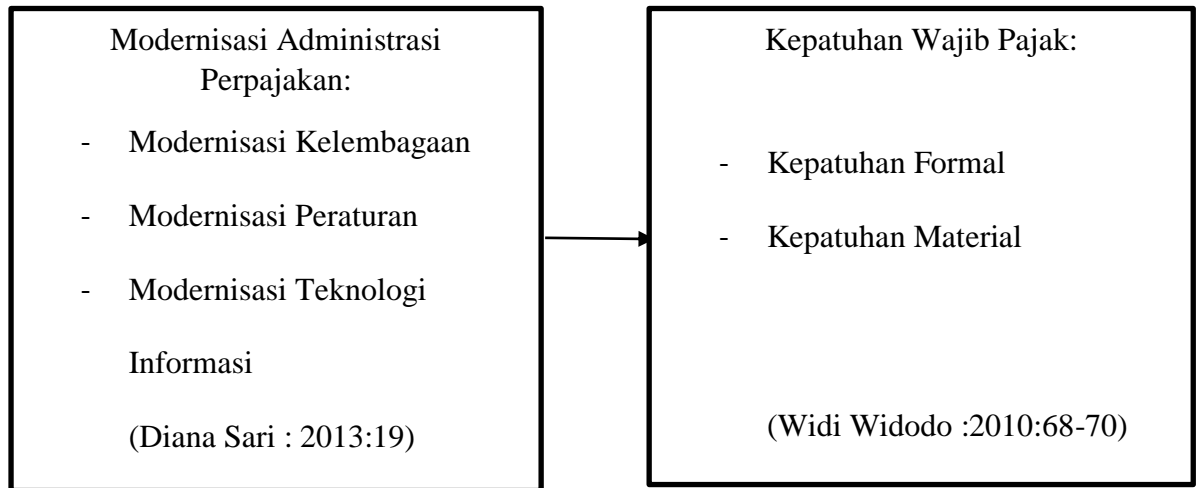 Modernisasi Administrasi
Perpajakan:
- Modernisasi Kelembagaan
- Modernisasi Peraturan
- Modernisasi Teknologi
Informasi
(Diana Sari : 2013:19)
Kepatuhan Wajib Pajak:
- Kepatuhan Formal
- Kepatuhan Material
(Widi Widodo :2010:68-70)